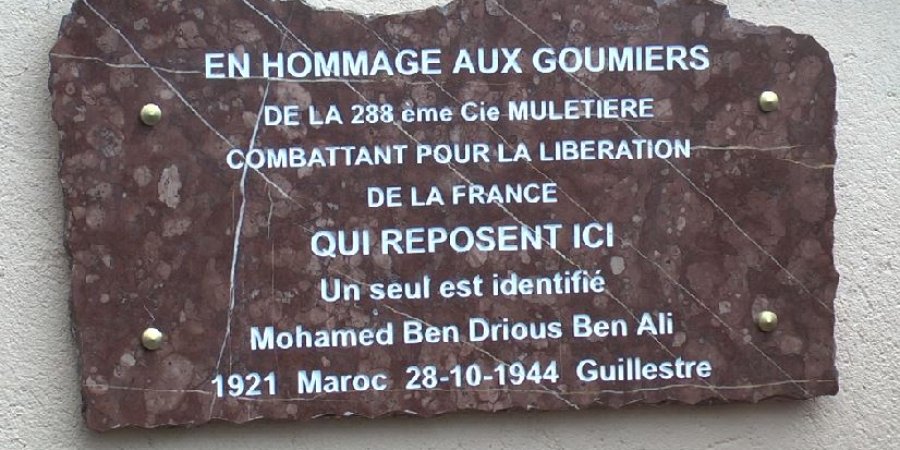 EN HOMMAGE AUX GOUMIERS
DE LA 288 ème Cie MULETIERE
COMBATTANT POUR LA LIBERATION
DE LA FRANCE
QUI REPOSENT ICI
Un seul est identifié
Mohamed Ben Drious Ben Ali
1921 Maroc 28-10-1944 Guillestre